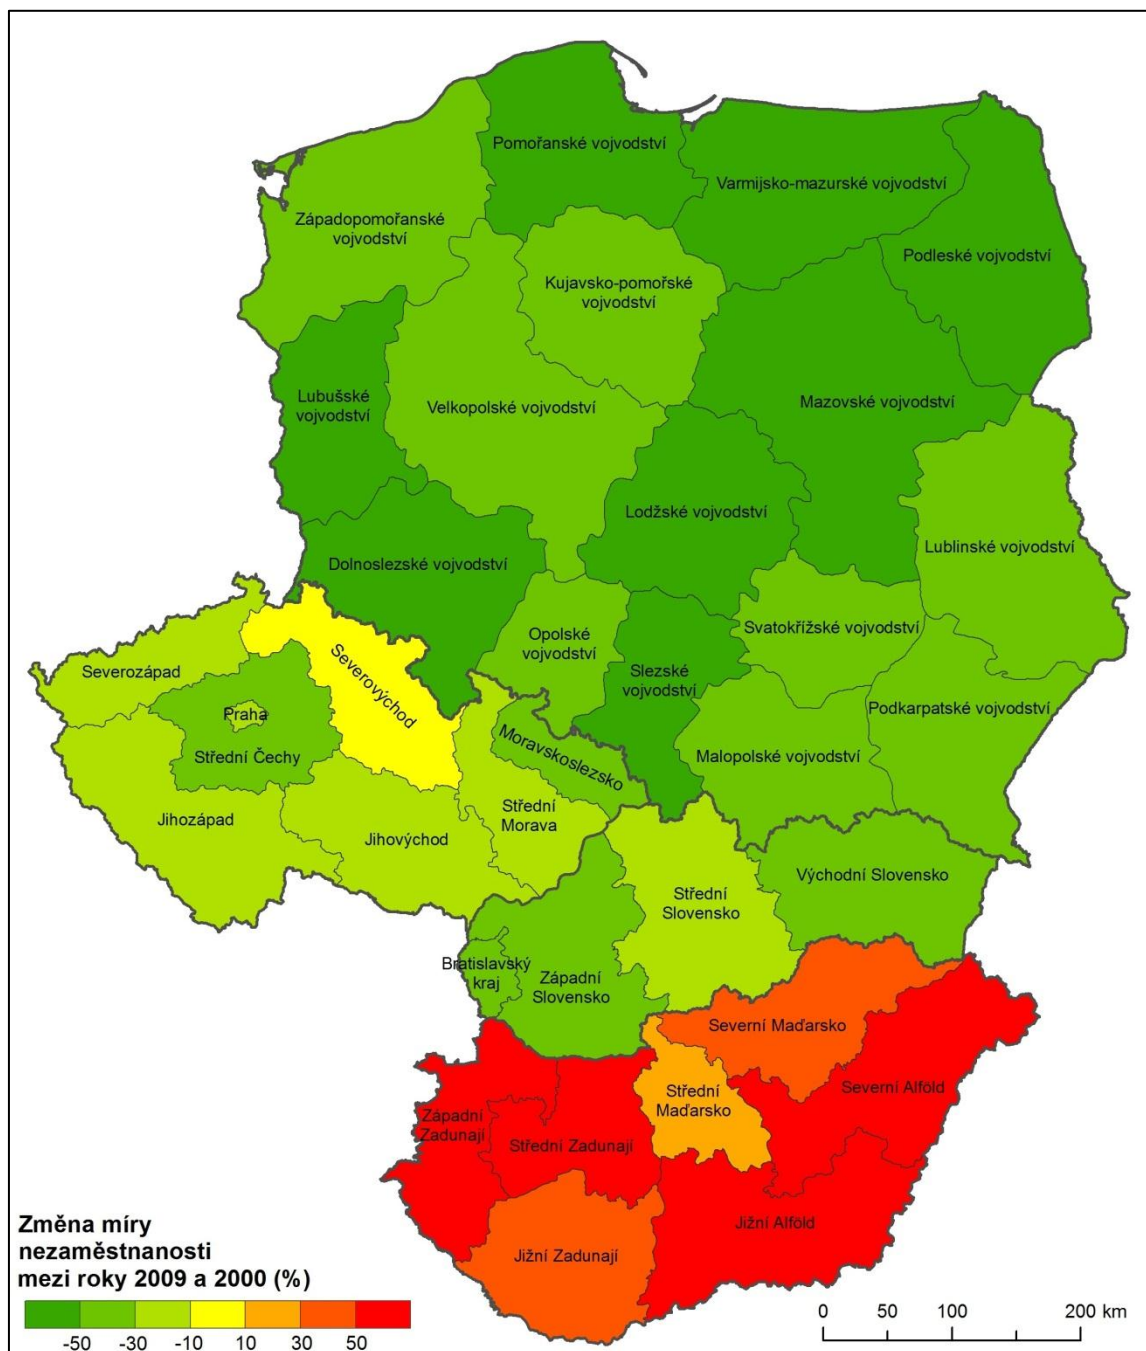 Pomořanské vojvodství
Varmijsko-mazurské vojvodství
Západopomořanské
vojvodství
Podleské vojvodství
Kujavsko-pomořské
vojvodství
Lubušské
vojvodství
Velkopolské vojvodství
Mazovské vojvodství
Lodžské vojvodství
Lublinské vojvodství
Dolnoslezské vojvodství
Opolské
vojvodství
Svatokřížské vojvodství
Slezské
vojvodství
Severozápad
Severovýchod
Praha
Střední Čechy
Podkarpatské vojvodství
Moravskoslezsko
Malopolské vojvodství
Jihozápad
Jihovýchod
Střední
Morava
Východní Slovensko
Střední
Slovensko
Bratislavský
kraj
Západní
Slovensko
Severní Maďarsko
Severní Alföld
Střední
Maďarsko
Západní
Zadunají
Střední Zadunají
Jižní Alföld
Jižní Zadunají
Změna míry
nezaměstnanosti
mezi roky 2009 a 2000 (%)
-50 -30 -10 10 30 50
0 50 100 200 km